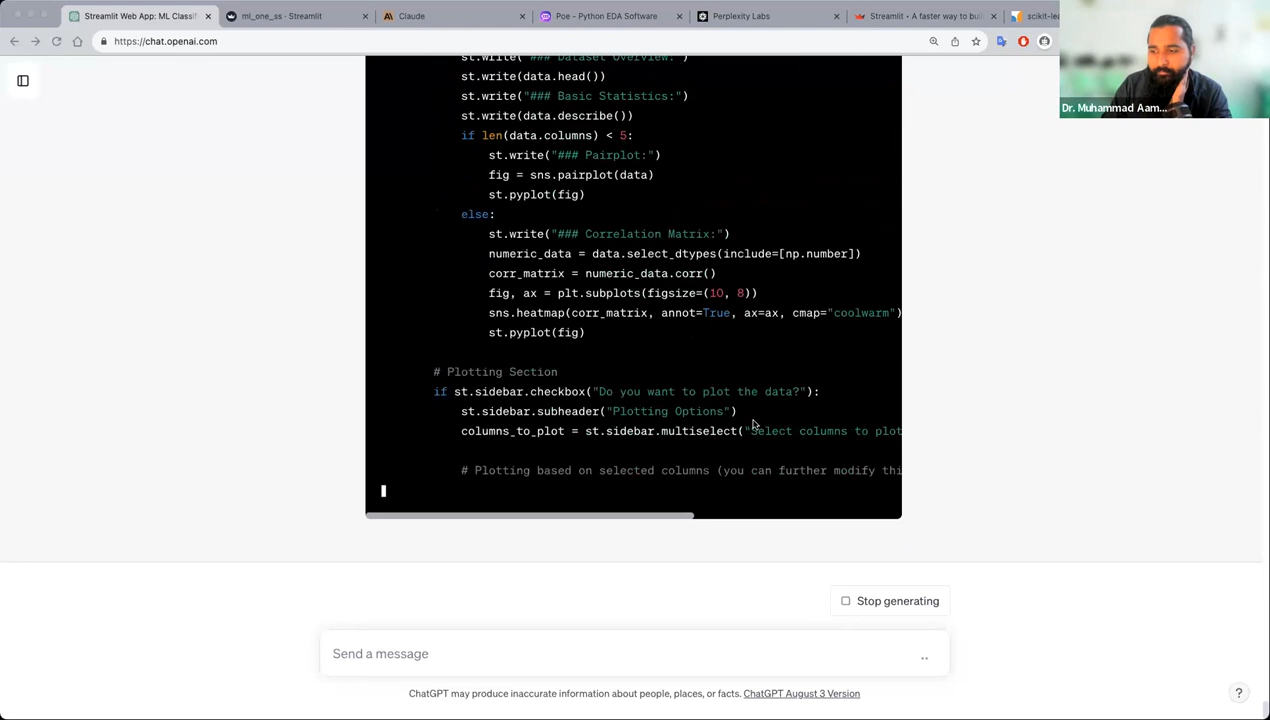 Streamlit Web App: ML Classif
ml_one_ss · Streamlit
Claude
Poe - Python EDA Software
Perplexity Labs
Streamlit • A faster way to bui
scikit-lea
https://chat.openai.com
Dr. Muhammad Aam...
st.write("### Dataset Overview:")
st.write(data.head())
st.write("### Basic Statistics:")
st.write(data.describe())
if len(data.columns) < 5:
st.write("### Pairplot:")
fig = sns.pairplot(data)
st.pyplot(fig)
else:
st.write("### Correlation Matrix:")
numeric_data = data.select_dtypes(include=[np.number])
corr_matrix = numeric_data.corr()
fig, ax = plt.subplots(figsize=(10, 8))
sns.heatmap(corr_matrix, annot=True, ax=ax, cmap="coolwarm")
st.pyplot(fig)
# Plotting Section
if st.sidebar.checkbox("Do you want to plot the data?"):
st.sidebar.subheader("Plotting Options")
columns_to_plot = st.sidebar.multiselect("Select columns to plot
# Plotting based on selected columns (you can further modify thi
Stop generating
Send a message
ChatGPT may produce inaccurate information about people, places, or facts. ChatGPT August 3 Version
?